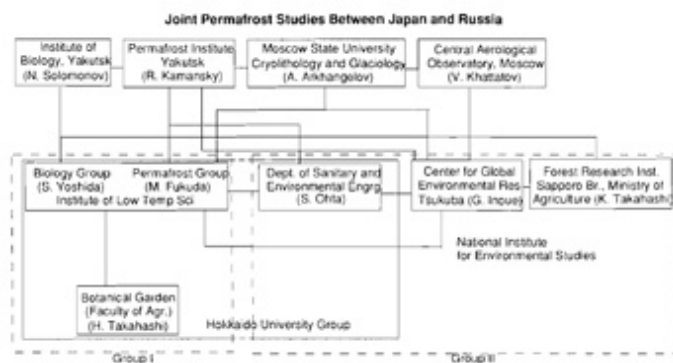 Joint Permafrost Studies Between Japan and Russia
Institute of
Biology, Yakutsk
(N. Solomonov)
Permafrost Institute
Yakutsk
(R. Kamansky)
Moscow State University
Cryolithology and Glaciology
(A. Arkhangelov)
Central Aerological
Observatory, Moscow
(V. Khattatov)
Biology Group
(S. Yoshida)
Permafrost Group
(M. Fukuda)
Institute of Low Temp Sci
Dept. of Sanitary and
Environmental Engrg
(S. Ohta)
Center for Global
Environmental Res
Tsukuba (G. Inoue)
Forest Research Inst.
Sapporo Br., Ministry of
Agriculture (K. Takahashi)
National Institute
for Environmental Studies
Botanical Garden
(Faculty of Agr.)
(H. Takahashi)
Hokkaido University Group
Group I
Group II